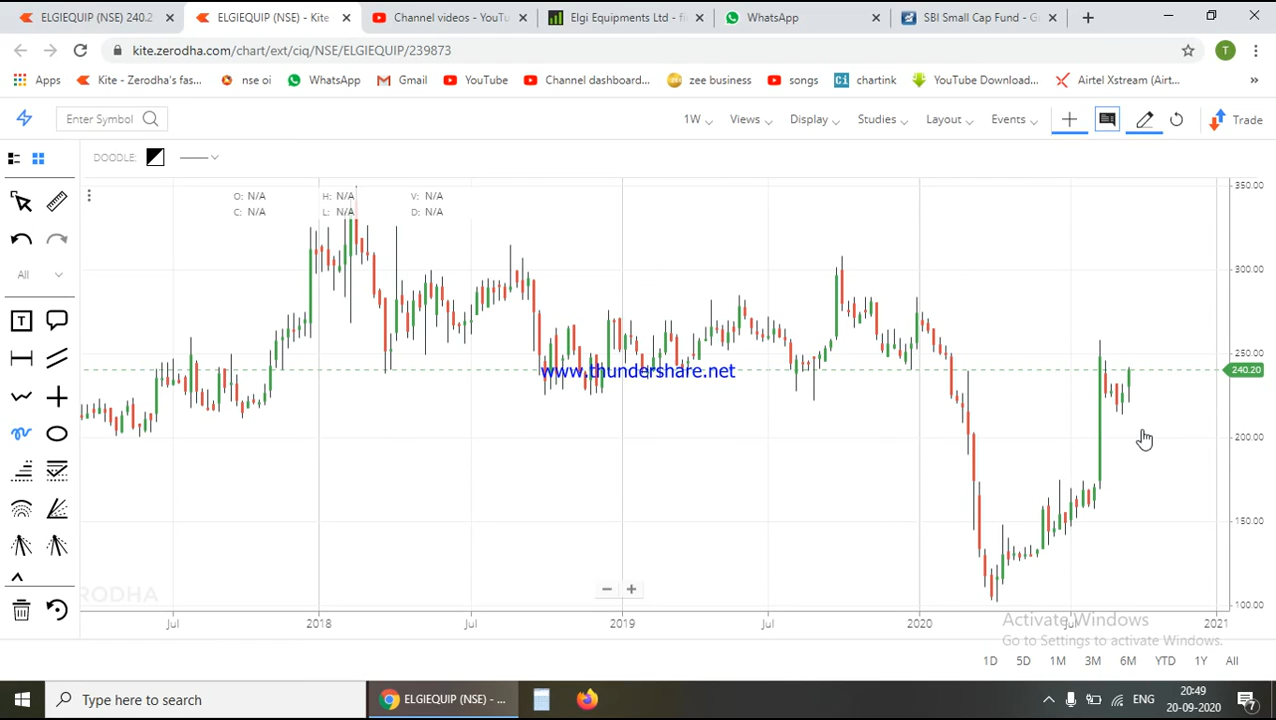 ELGIEQUIP (NSE) 240.2
ELGIEQUIP (NSE) - Kite
Channel videos - YouTu
Elgi Equipments Ltd - fi
WhatsApp
SBI Small Cap Fund - G
kite.zerodha.com/chart/ext/ciq/NSE/ELGIEQUIP/239873
T
Apps
Kite - Zerodha's fas...
nse oi
WhatsApp
Gmail
YouTube
Channel dashboard...
zee business
songs
chartink
YouTube Download...
Airtel Xstream (Airt...
Enter Symbol
1W
Views
Display
Studies
Layout
Events
Trade
DOODLE:
O: N/A H: N/A V: N/A
C: N/A L: N/A D: N/A
All
350.00
300.00
250.00
240.20
200.00
150.00
100.00
www.thundershare.net
ZERODHA
Jul 2018 Jul 2019 Jul 2020 Jul 2021
Activate Windows
Go to Settings to activate Windows.
1D 5D 1M 3M 6M YTD 1Y All
Type here to search
ELGIEQUIP (NSE) - ...
ENG
20:49
20-09-2020
7